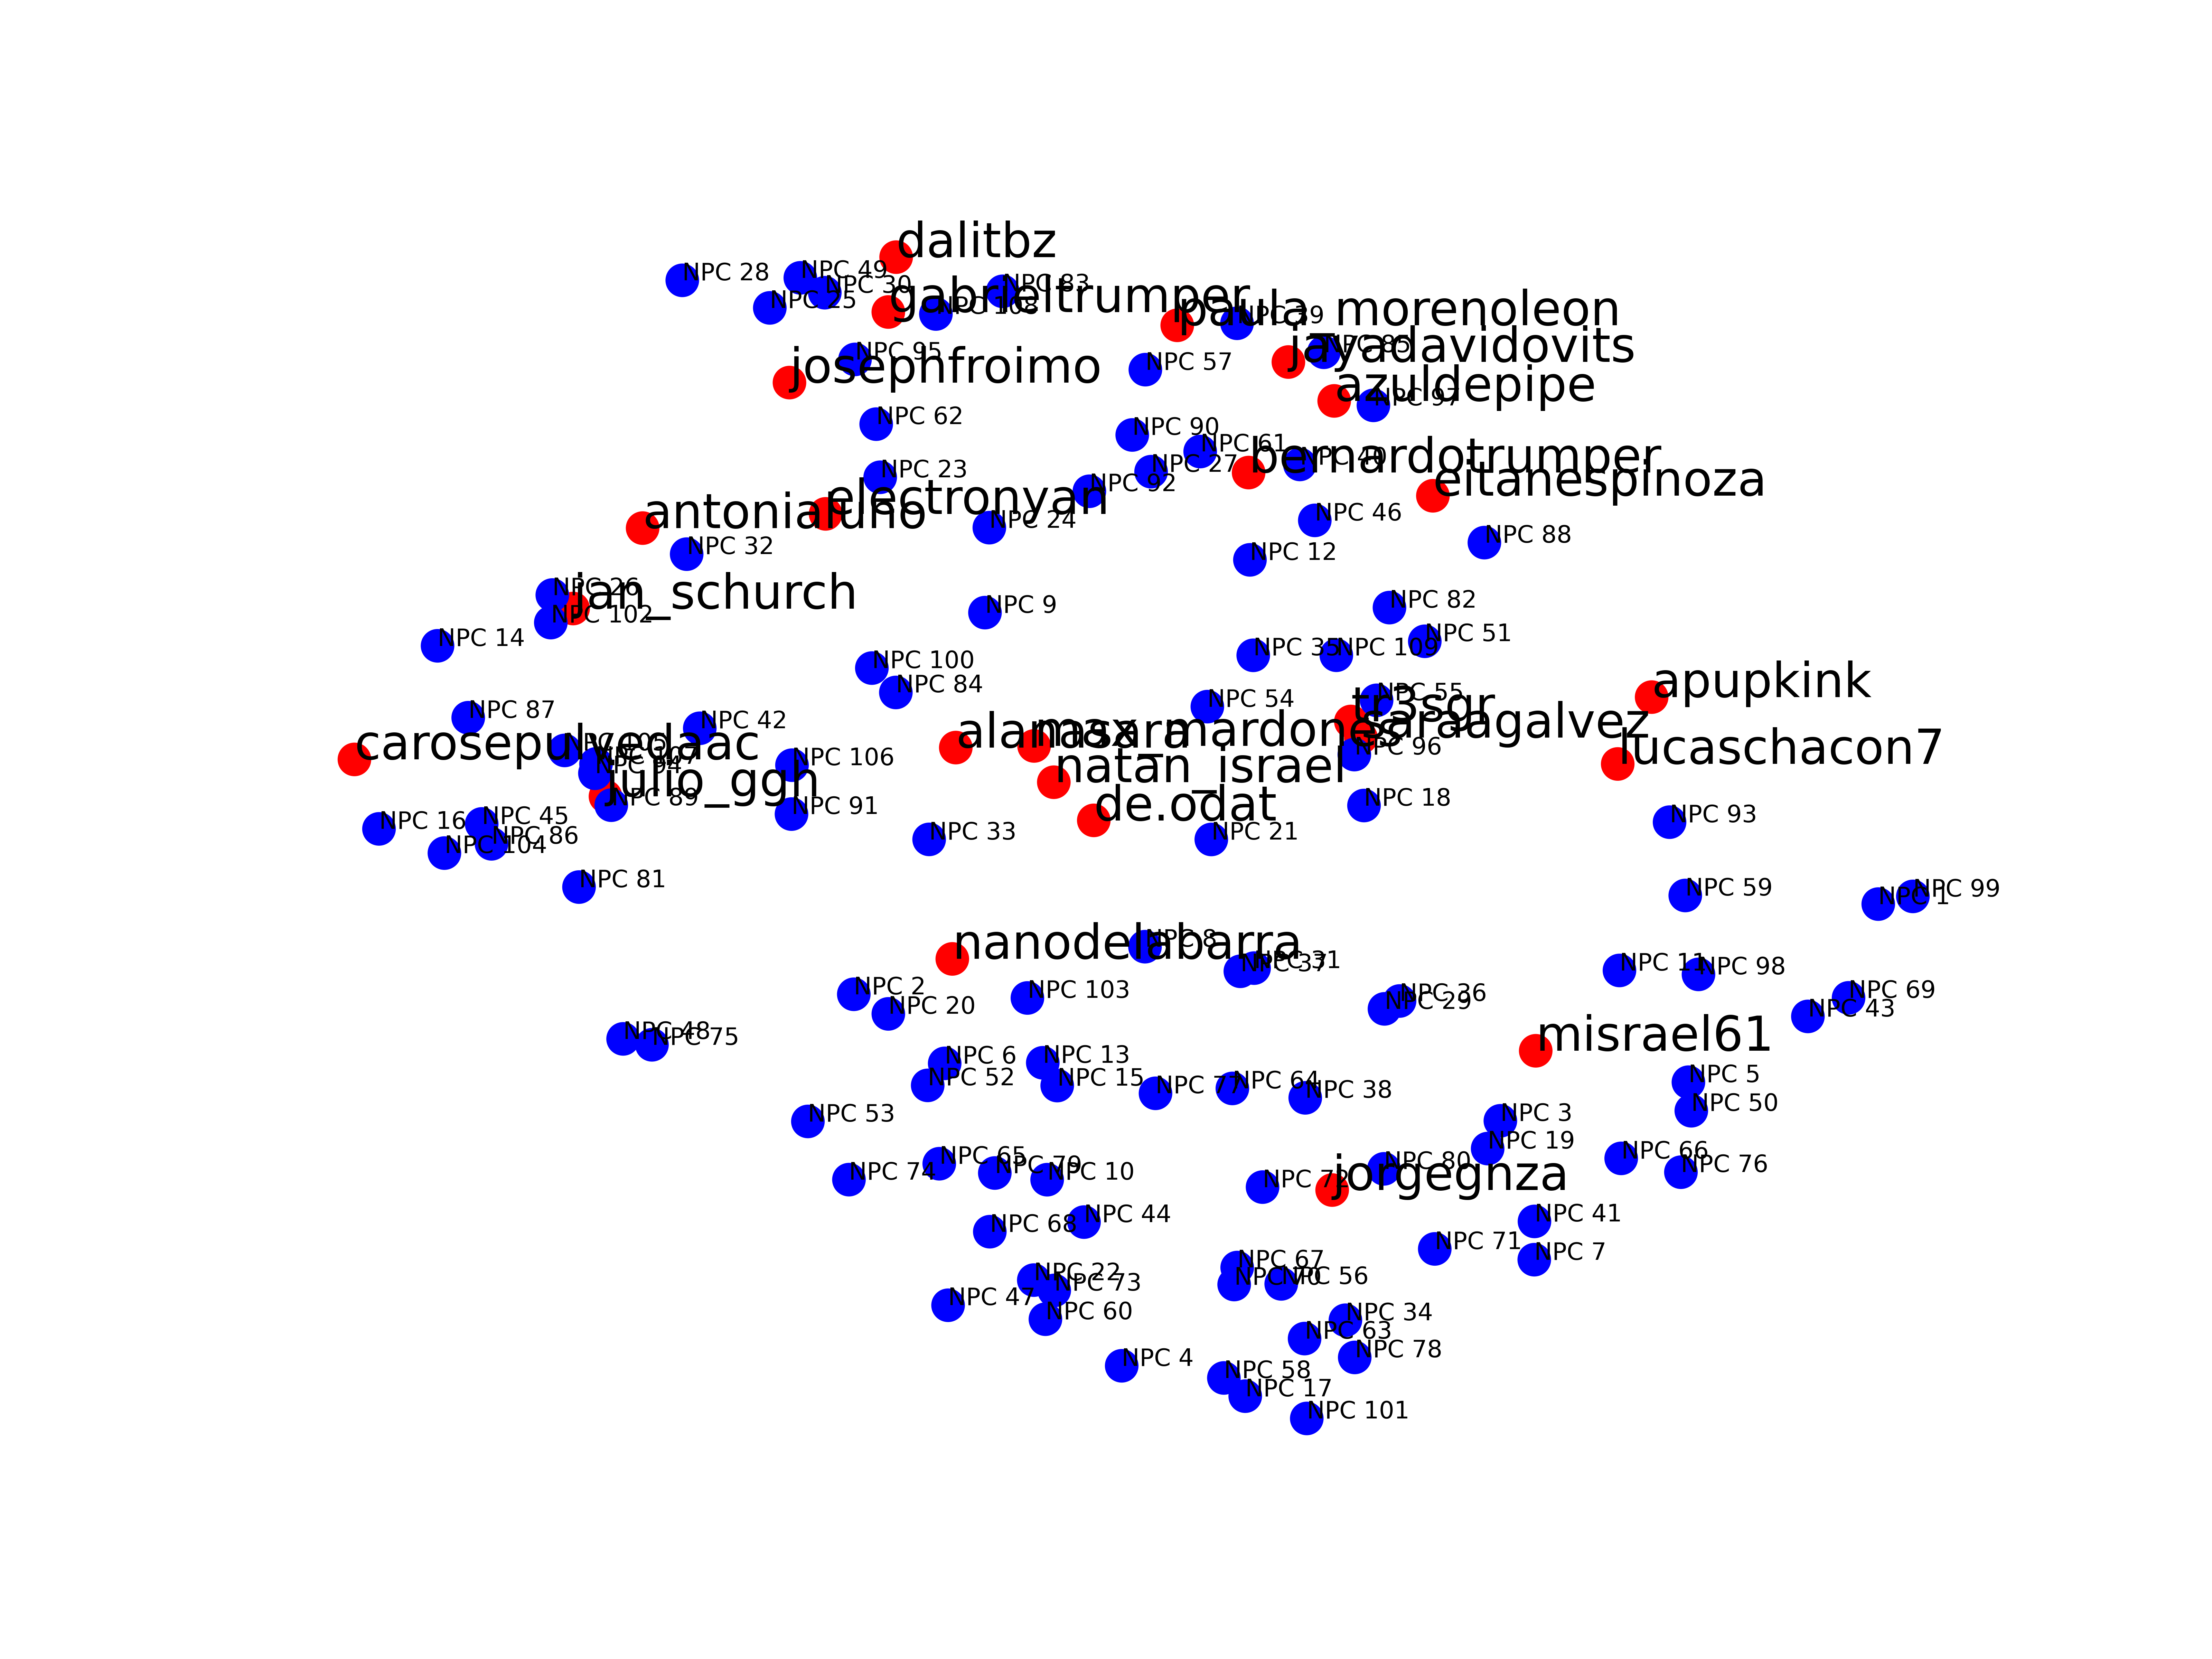 dalitbz
NPC 28
NPC 49
NPC 30
NPC 25
NPC 83
gabrieltrumper
NPC 108
paula_morenoleon
NPC 39
jayadavidovits
NPC 85
NPC 95
josephfroimo
NPC 57
azuldepipe
NPC 97
NPC 62
NPC 90
NPC 61
bernardotrumper
NPC 40
NPC 27
NPC 23
NPC 92
eitanespinoza
electronyan
antonialuho
NPC 24
NPC 46
NPC 88
NPC 32
NPC 12
NPC 26
ian_schurch
NPC 102
NPC 9
NPC 82
NPC 14
NPC 51
NPC 35
NPC 109
NPC 100
NPC 84
apupkink
NPC 55
NPC 54
tr3sgr
saraagalvez
NPC 87
NPC 42
alamasara
max_mardones
carosepulvedaac
NPC 105
NPC 96
lucaschacon7
NPC 106
NPC 94
natan_israel
julio_ggh
NPC 89
NPC 91
NPC 18
de.odat
NPC 16
NPC 45
NPC 86
NPC 104
NPC 33
NPC 21
NPC 93
NPC 81
NPC 59
NPC 1
NPC 99
nanodelabarra
NPC 8
NPC 31
NPC 37
NPC 11
NPC 98
NPC 2
NPC 20
NPC 103
NPC 36
NPC 29
NPC 69
NPC 43
NPC 48
NPC 75
misrael61
NPC 6
NPC 52
NPC 13
NPC 15
NPC 77
NPC 64
NPC 38
NPC 5
NPC 50
NPC 53
NPC 3
NPC 19
NPC 65
NPC 79
NPC 74
NPC 10
NPC 72
NPC 80
jorgegnza
NPC 66
NPC 76
NPC 68
NPC 44
NPC 41
NPC 71
NPC 7
NPC 22
NPC 73
NPC 67
NPC 70
NPC 56
NPC 47
NPC 60
NPC 34
NPC 63
NPC 78
NPC 4
NPC 58
NPC 17
NPC 101